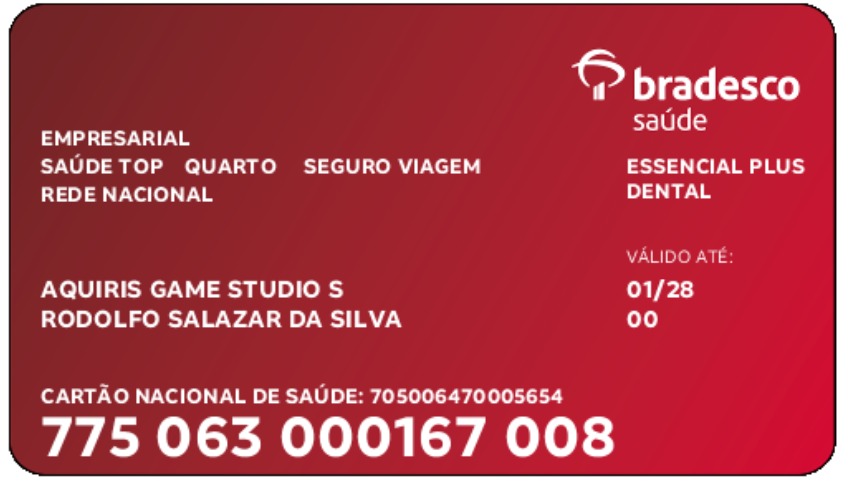 bradesco
saúde
EMPRESARIAL
SAÚDE TOP QUARTO SEGURO VIAGEM
REDE NACIONAL
ESSENCIAL PLUS
DENTAL
VÁLIDO ATÉ:
AQUIRIS GAME STUDIO S
01/28
RODOLFO SALAZAR DA SILVA
00
CARTÃO NACIONAL DE SAÚDE: 705006470005654
775 063 000167 008